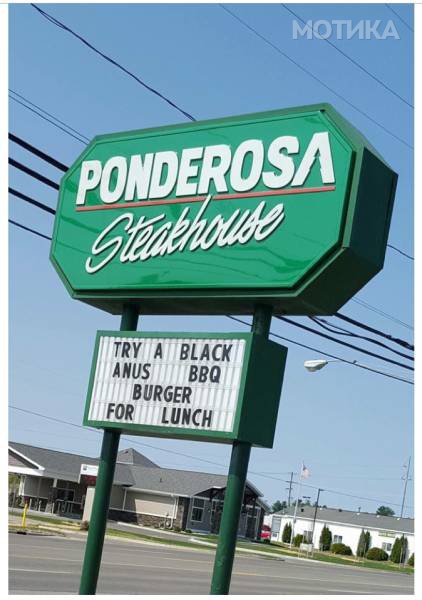 МОТИКА
PONDEROSA
Steakhouse
TRY A BLACK
ANUS BBQ
BURGER
FOR LUNCH